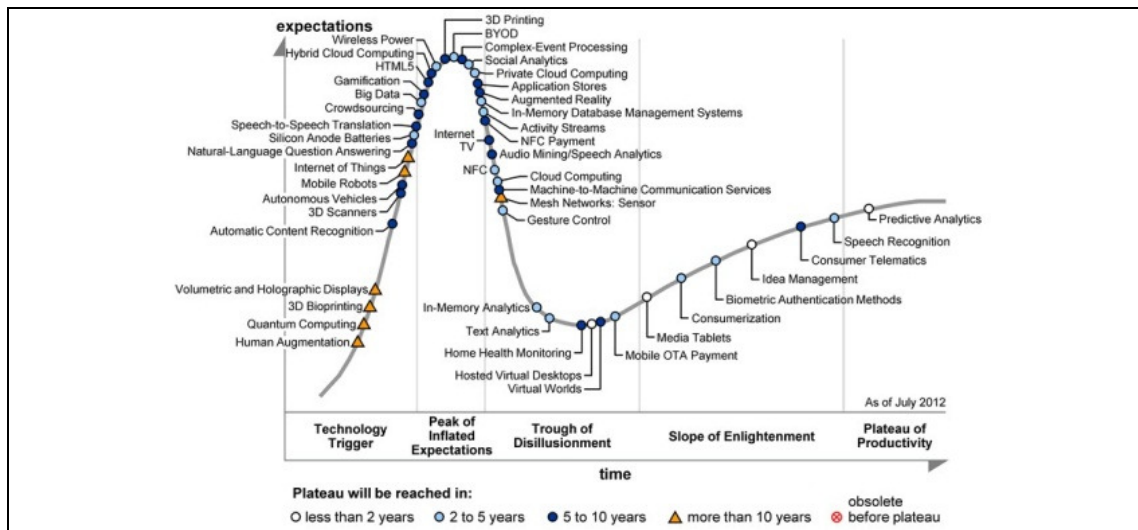 expectations
3D Printing
BYOD
Complex-Event Processing
Social Analytics
Private Cloud Computing
Application Stores
Augmented Reality
In-Memory Database Management Systems
Activity Streams
NFC Payment
Internet
TV
Audio Mining/Speech Analytics
NFC
Cloud Computing
Machine-to-Machine Communication Services
Mesh Networks: Sensor
Gesture Control
Wireless Power
Hybrid Cloud Computing
HTML5
Gamification
Big Data
Crowdsourcing
Speech-to-Speech Translation
Silicon Anode Batteries
Natural-Language Question Answering
Internet of Things
Mobile Robots
Autonomous Vehicles
3D Scanners
Automatic Content Recognition
Volumetric and Holographic Displays
3D Bioprinting
Quantum Computing
Human Augmentation
In-Memory Analytics
Text Analytics
Home Health Monitoring
Hosted Virtual Desktops
Virtual Worlds
Mobile OTA Payment
Media Tablets
Consumerization
Biometric Authentication Methods
Idea Management
Consumer Telematics
Speech Recognition
Predictive Analytics
As of July 2012
Technology
Trigger
Peak of
Inflated
Expectations
Trough of
Disillusionment
Slope of Enlightenment
Plateau of
Productivity
time
Plateau will be reached in:
less than 2 years
2 to 5 years
5 to 10 years
more than 10 years
obsolete
before plateau